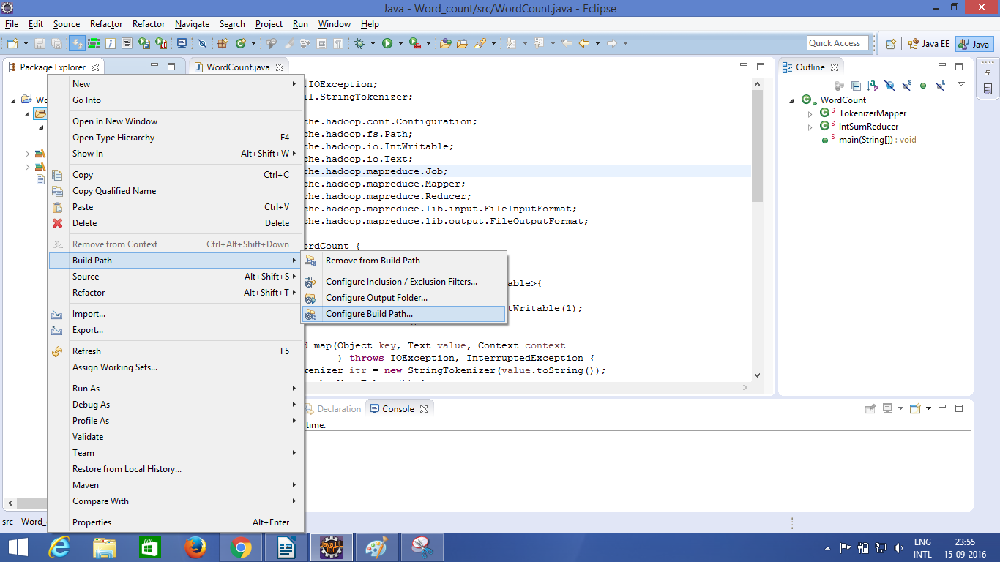 Java - Word_count/src/WordCount.java - Eclipse
File Edit Source Refactor Refactor Navigate Search Project Run Window Help
Quick Access Java EE Java
Package Explorer
New
Go Into
Open in New Window
Open Type Hierarchy F4
Show In Alt+Shift+W
Copy Ctrl+C
Copy Qualified Name
Paste Ctrl+V
Delete Delete
Remove from Context Ctrl+Alt+Shift+Down
Build Path
Source Alt+Shift+S
Refactor Alt+Shift+T
Import...
Export...
Refresh F5
Assign Working Sets...
Run As
Debug As
Profile As
Validate
Team
Restore from Local History...
Maven
Compare With
Properties Alt+Enter
Remove from Build Path
Configure Inclusion / Exclusion Filters...
Configure Output Folder...
Configure Build Path...
WordCount.java
.IOException;
il.StringTokenizer;
che.hadoop.conf.Configuration;
che.hadoop.fs.Path;
che.hadoop.io.IntWritable;
che.hadoop.io.Text;
che.hadoop.mapreduce.Job;
che.hadoop.mapreduce.Mapper;
che.hadoop.mapreduce.Reducer;
che.hadoop.mapreduce.lib.input.FileInputFormat;
che.hadoop.mapreduce.lib.output.FileOutputFormat;
ordCount {
able>{
tWritable(1);
d map(Object key, Text value, Context context
) throws IOException, InterruptedException {
kenizer itr = new StringTokenizer(value.toString());
Outline
WordCount
TokenizerMapper
IntSumReducer
main(String[]) : void
Declaration Console
time.
src - Word_
Java EE
IDE
ENG
INTL
23:55
15-09-2016